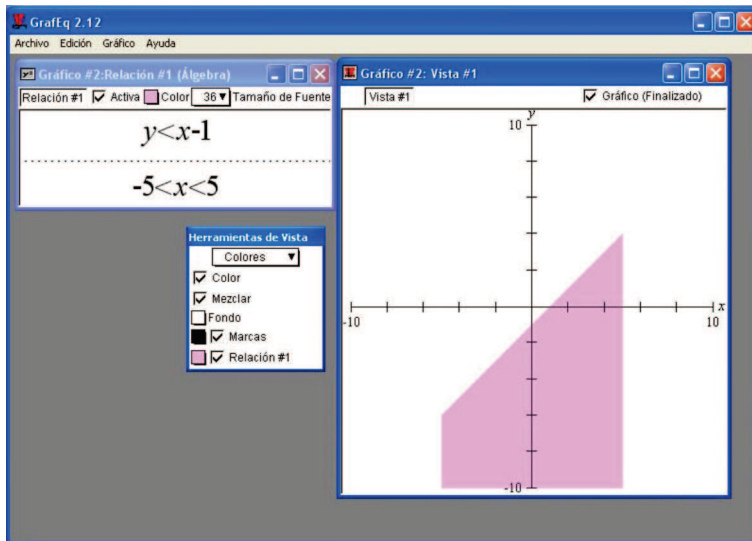 GrafEq 2.12
Archivo Edición Gráfico Ayuda
Gráfico #2:Relación #1 (Álgebra)
Relación #1 Activa Color 36 Tamaño de Fuente
y<x-1
-5<x<5
Herramientas de Vista
Colores
Color
Mezclar
Fondo
Marcas
Relación #1
Gráfico #2: Vista #1
Vista #1 Gráfico (Finalizado)
y
10
x
-10 10
-10